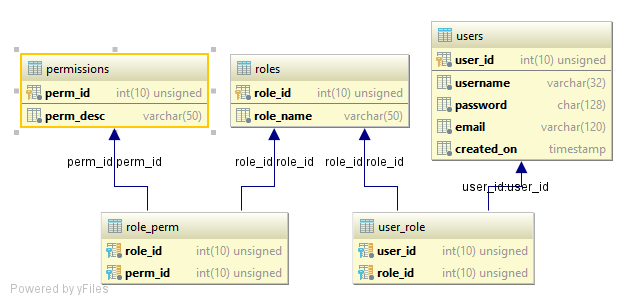 permissions
perm_id int(10) unsigned
perm_desc varchar(50)
roles
role_id int(10) unsigned
role_name varchar(50)
users
user_id int(10) unsigned
username varchar(32)
password char(128)
email varchar(120)
created_on timestamp
perm_id:perm_id
role_id:role_id
role_id:role_id
user_id:user_id
role_perm
role_id int(10) unsigned
perm_id int(10) unsigned
user_role
user_id int(10) unsigned
role_id int(10) unsigned
Powered by yFiles